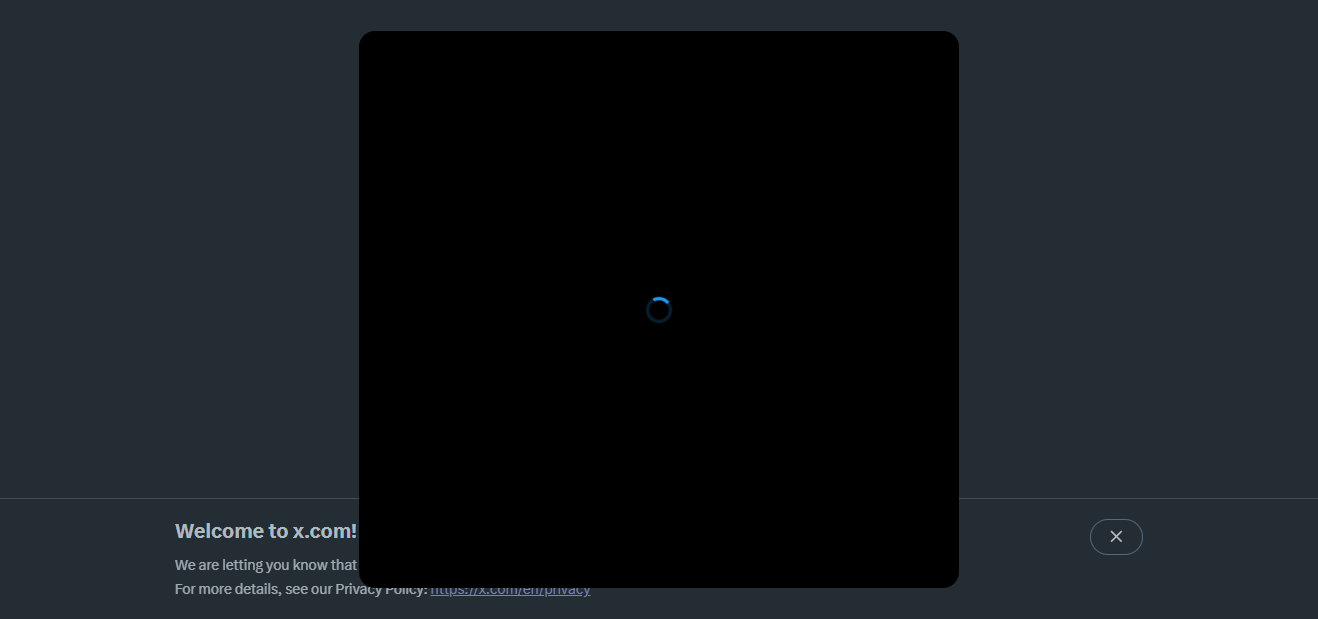 Welcome to x.com!
We are letting you know that
For more details, see our Privacy Policy: https://x.com/en/privacy